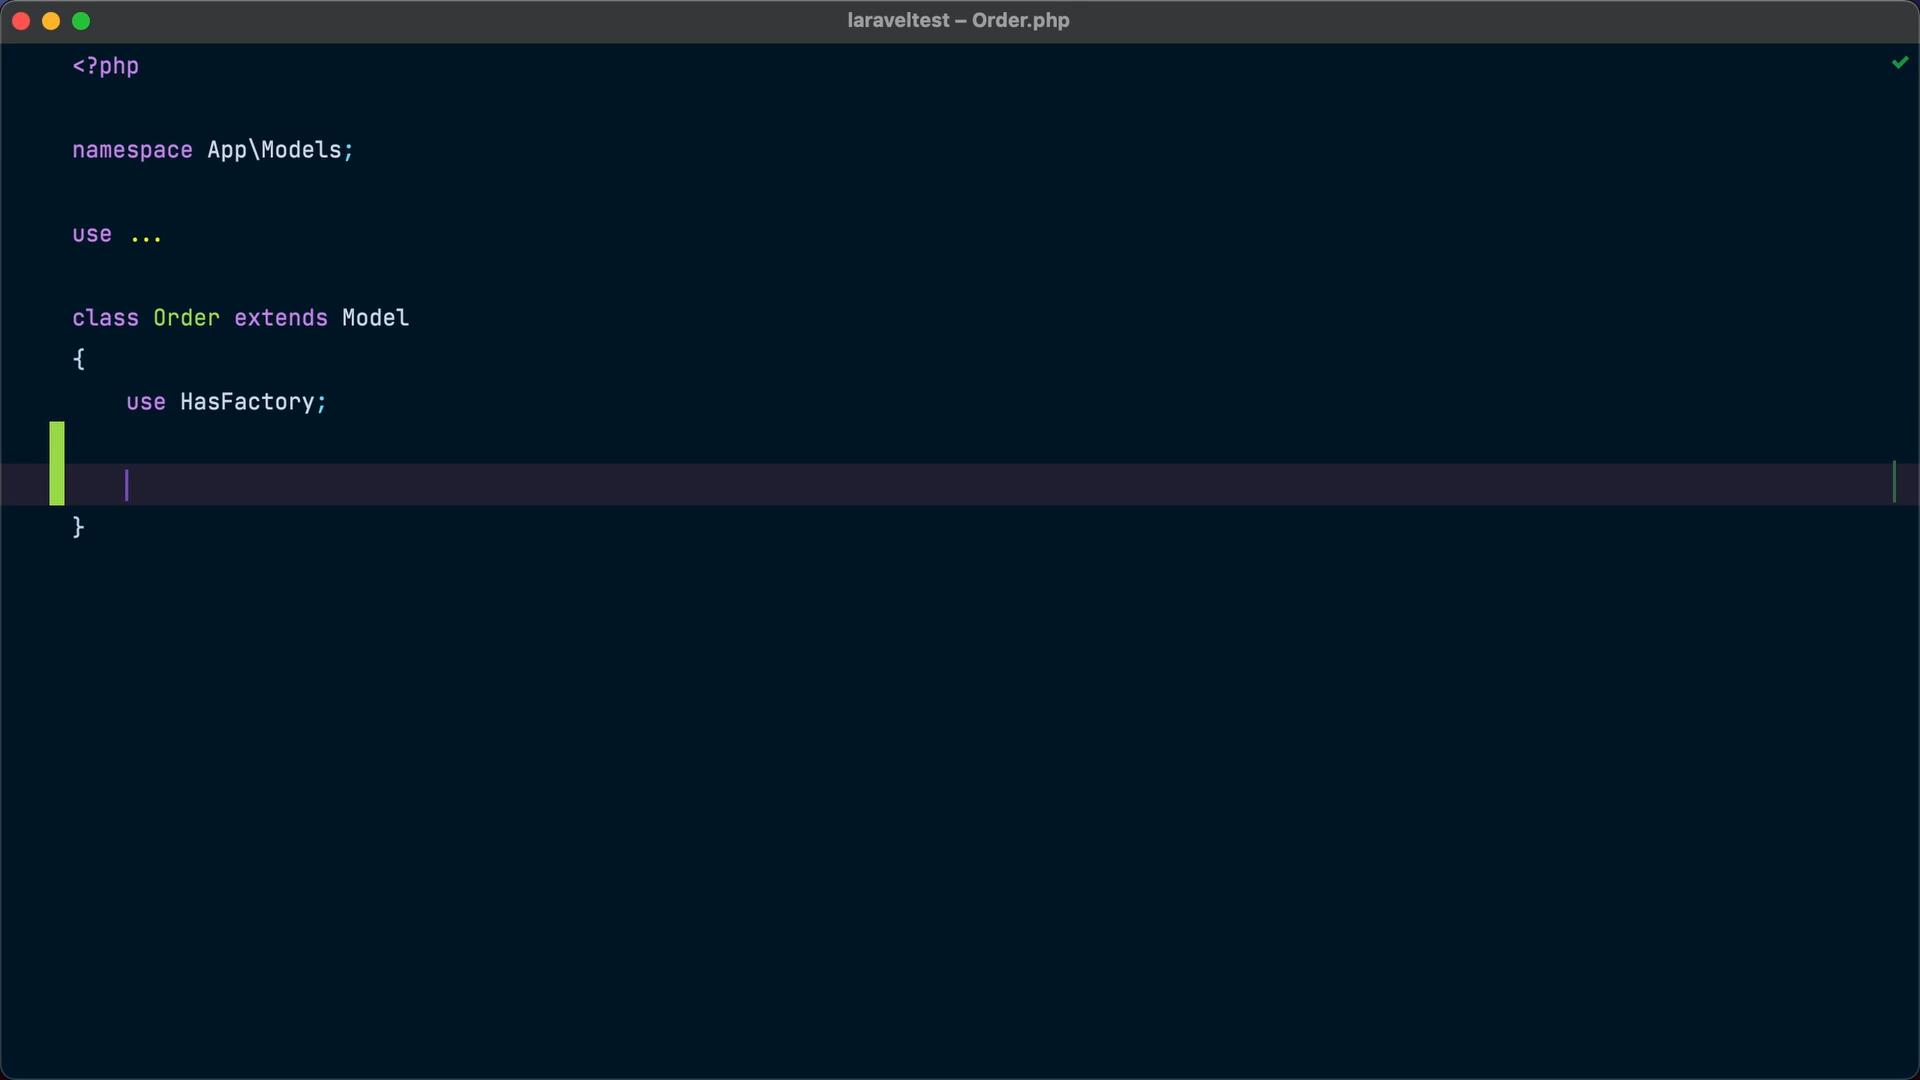 laraveltest – Order.php
<?php
namespace App\Models;
use ...
class Order extends Model
{
use HasFactory;
}